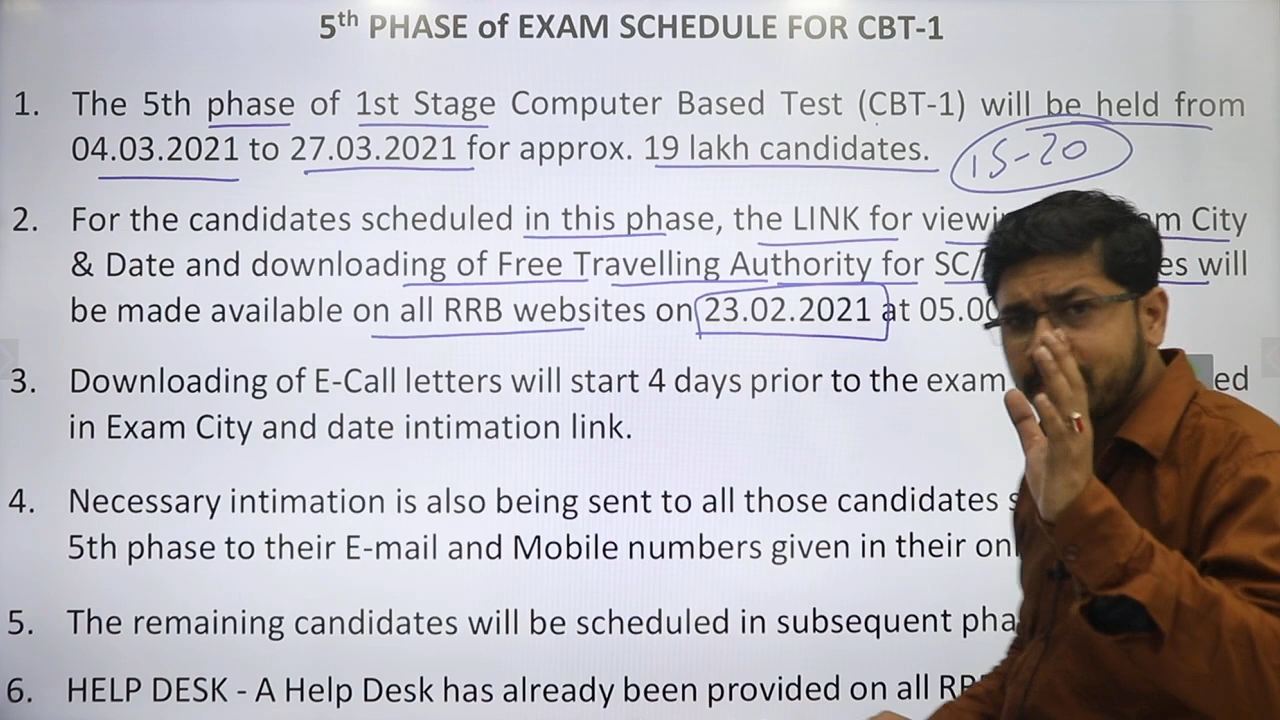 5th PHASE of EXAM SCHEDULE FOR CBT-1
1. The 5th phase of 1st Stage Computer Based Test (CBT-1) will be held from
04.03.2021 to 27.03.2021 for approx. 19 lakh candidates.
15-20
2. For the candidates scheduled in this phase, the LINK for City
& Date and downloading of Free Travelling Authority for will
be made available on all RRB websites on 23.02.2021 at
3. Downloading of E-Call letters will start 4 days prior to the exam
in Exam City and date intimation link.
4. Necessary intimation is also being sent to all those candidates
5th phase to their E-mail and Mobile numbers given in their
5. The remaining candidates will be scheduled in subsequent
6. HELP DESK - A Help Desk has already been provided on all